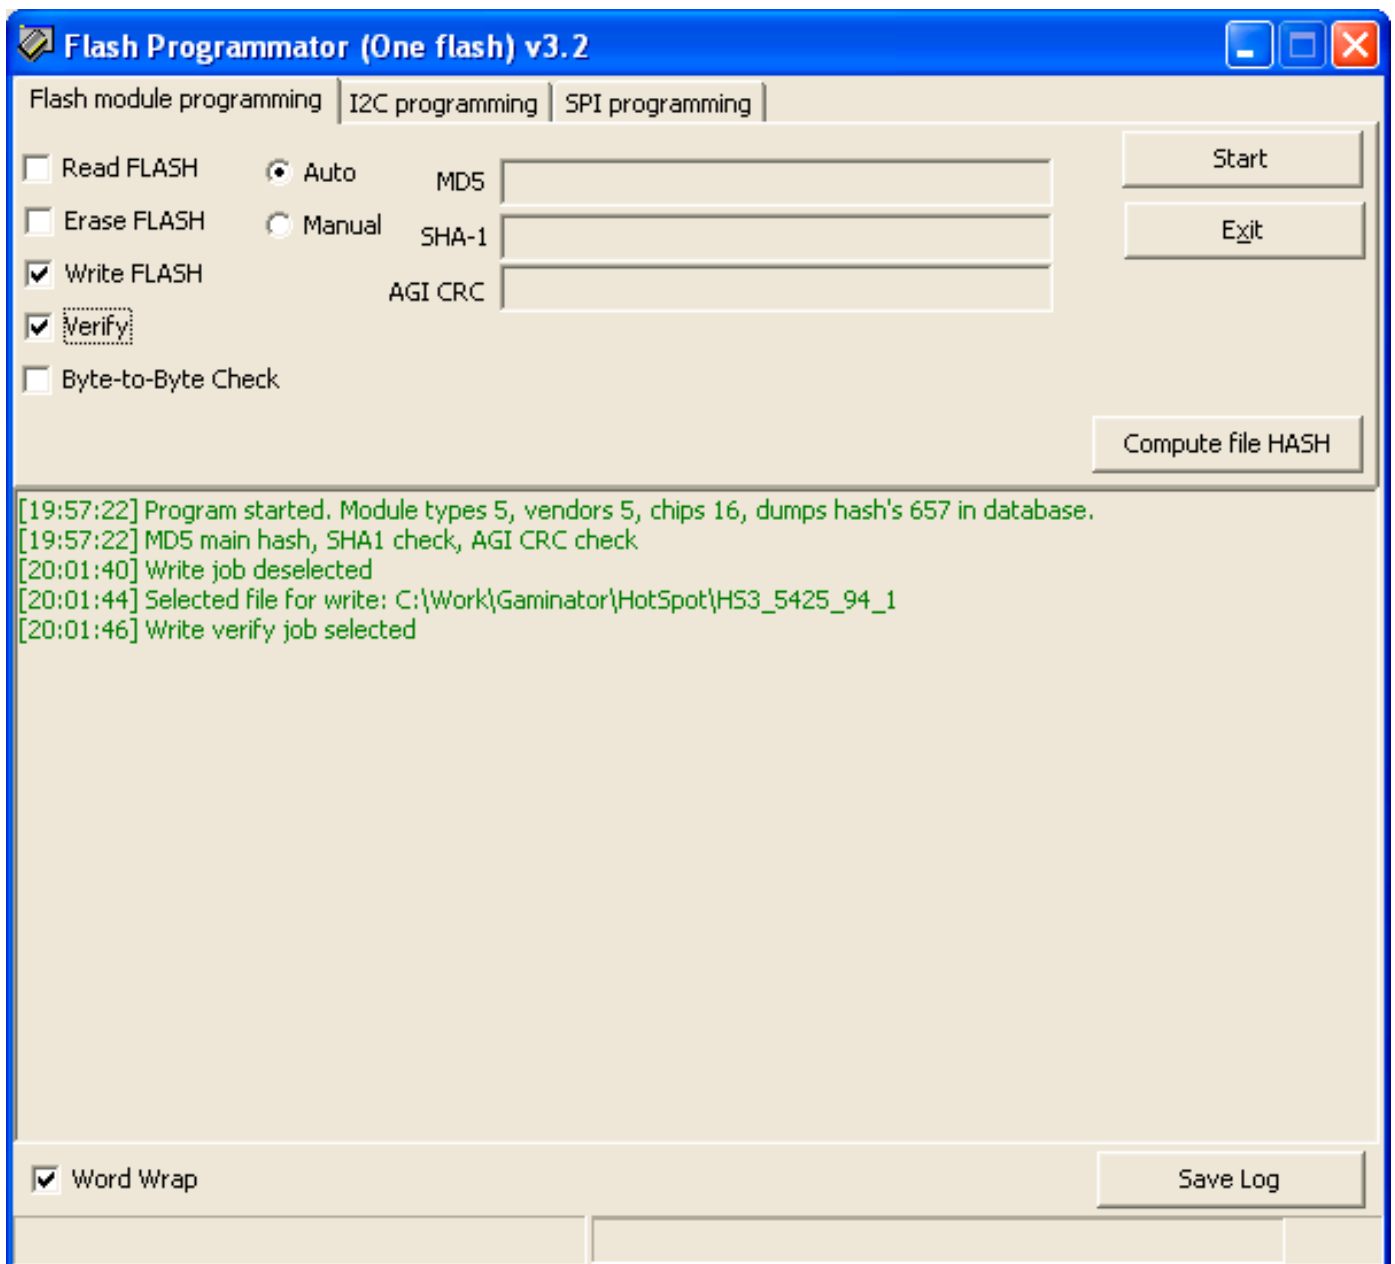 Flash Programmator (One flash) v3.2
Flash module programming I2C programming SPI programming
Read FLASH Auto MD5 Start
Erase FLASH Manual SHA-1 Exit
Write FLASH AGI CRC
Verify
Byte-to-Byte Check
Compute file HASH
[19:57:22] Program started. Module types 5, vendors 5, chips 16, dumps hash's 657 in database.
[19:57:22] MD5 main hash, SHA1 check, AGI CRC check
[20:01:40] Write job deselected
[20:01:44] Selected file for write: C:\Work\Gaminator\HotSpot\HS3_5425_94_1
[20:01:46] Write verify job selected
Word Wrap Save Log